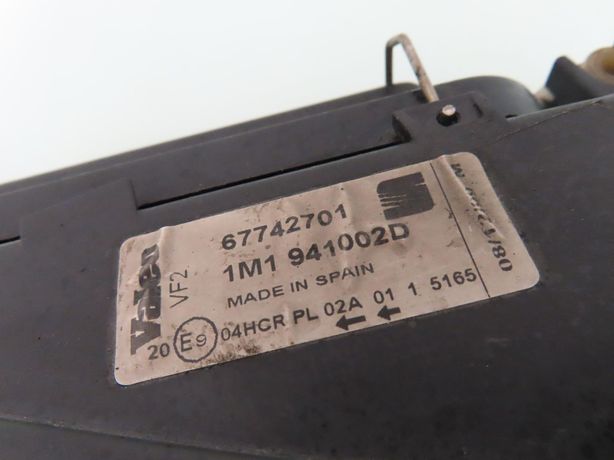 Valeo
VF2
67742701
1M1 941002D
MADE IN SPAIN
20 E9 04HCR PL 02A 01 1 5165